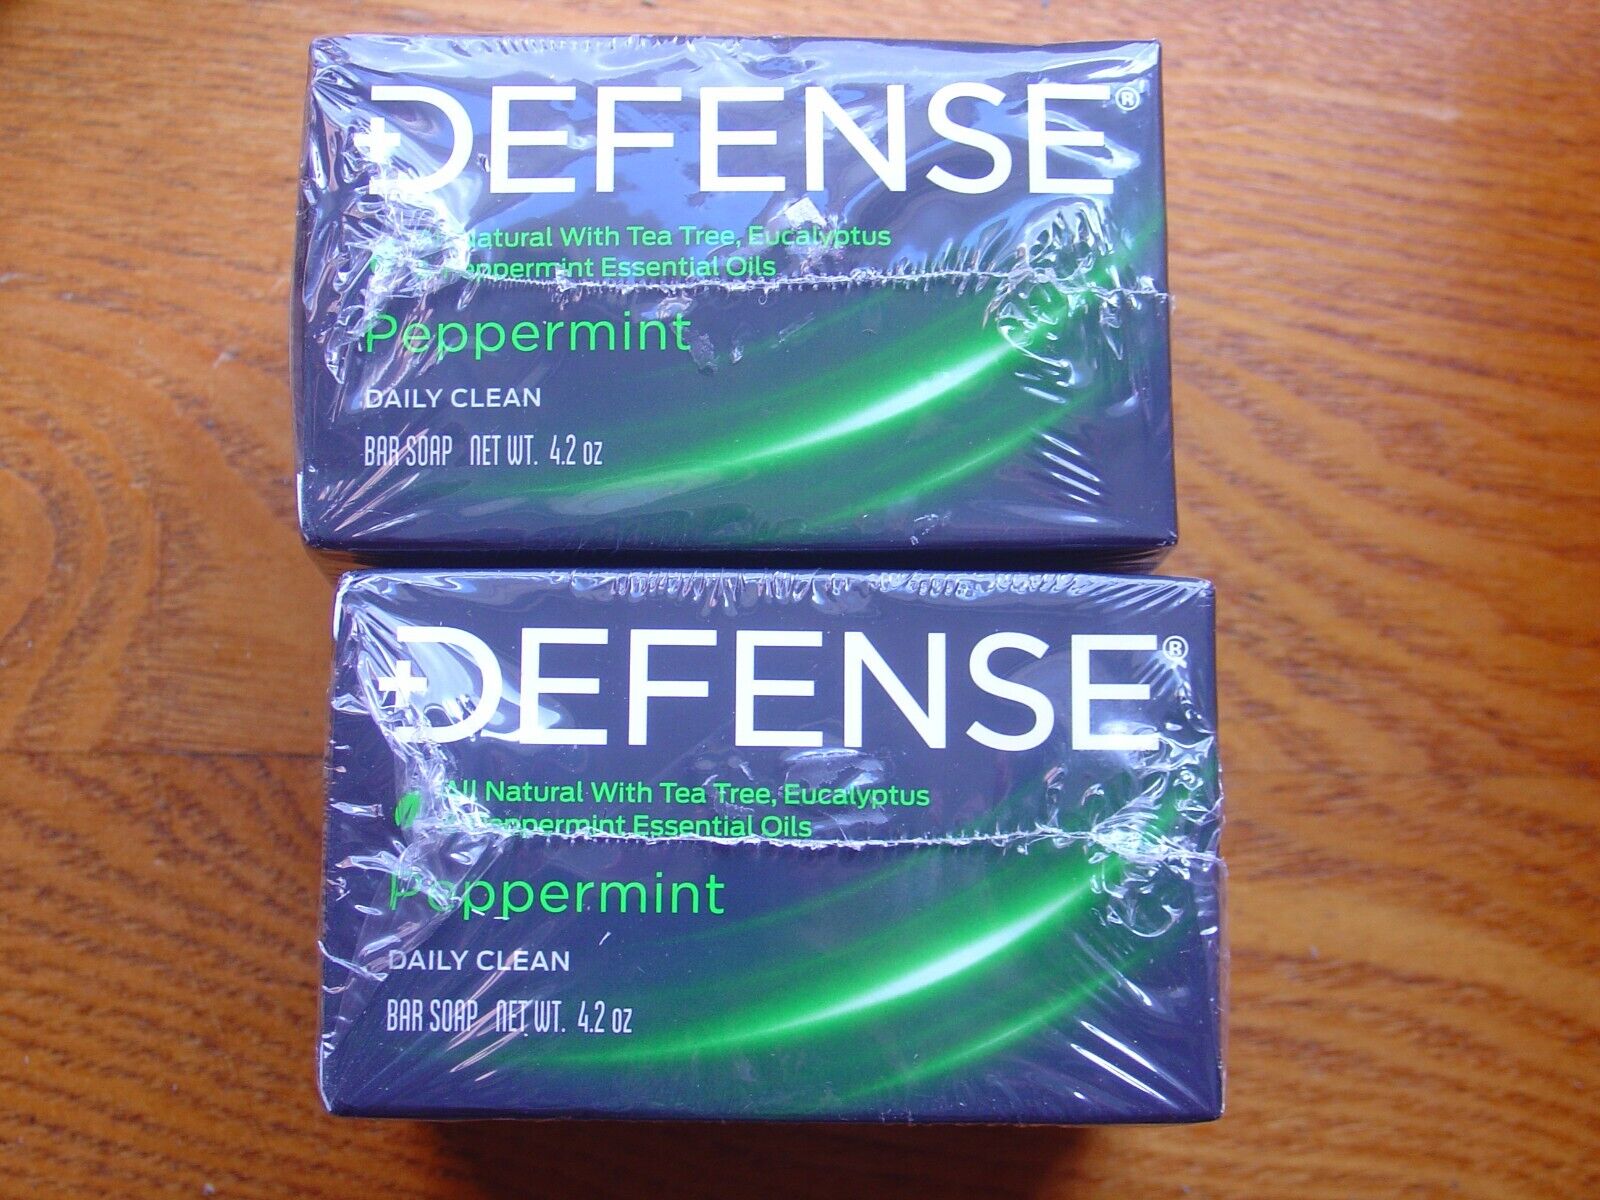 DEFENSE®
Natural With Tea Tree, Eucalyptus
Peppermint Essential Oils
Peppermint
DAILY CLEAN
BAR SOAP NET WT. 4.2 oz
DEFENSE®
All Natural With Tea Tree, Eucalyptus
Peppermint Essential Oils
Peppermint
DAILY CLEAN
BAR SOAP NET WT. 4.2 oz